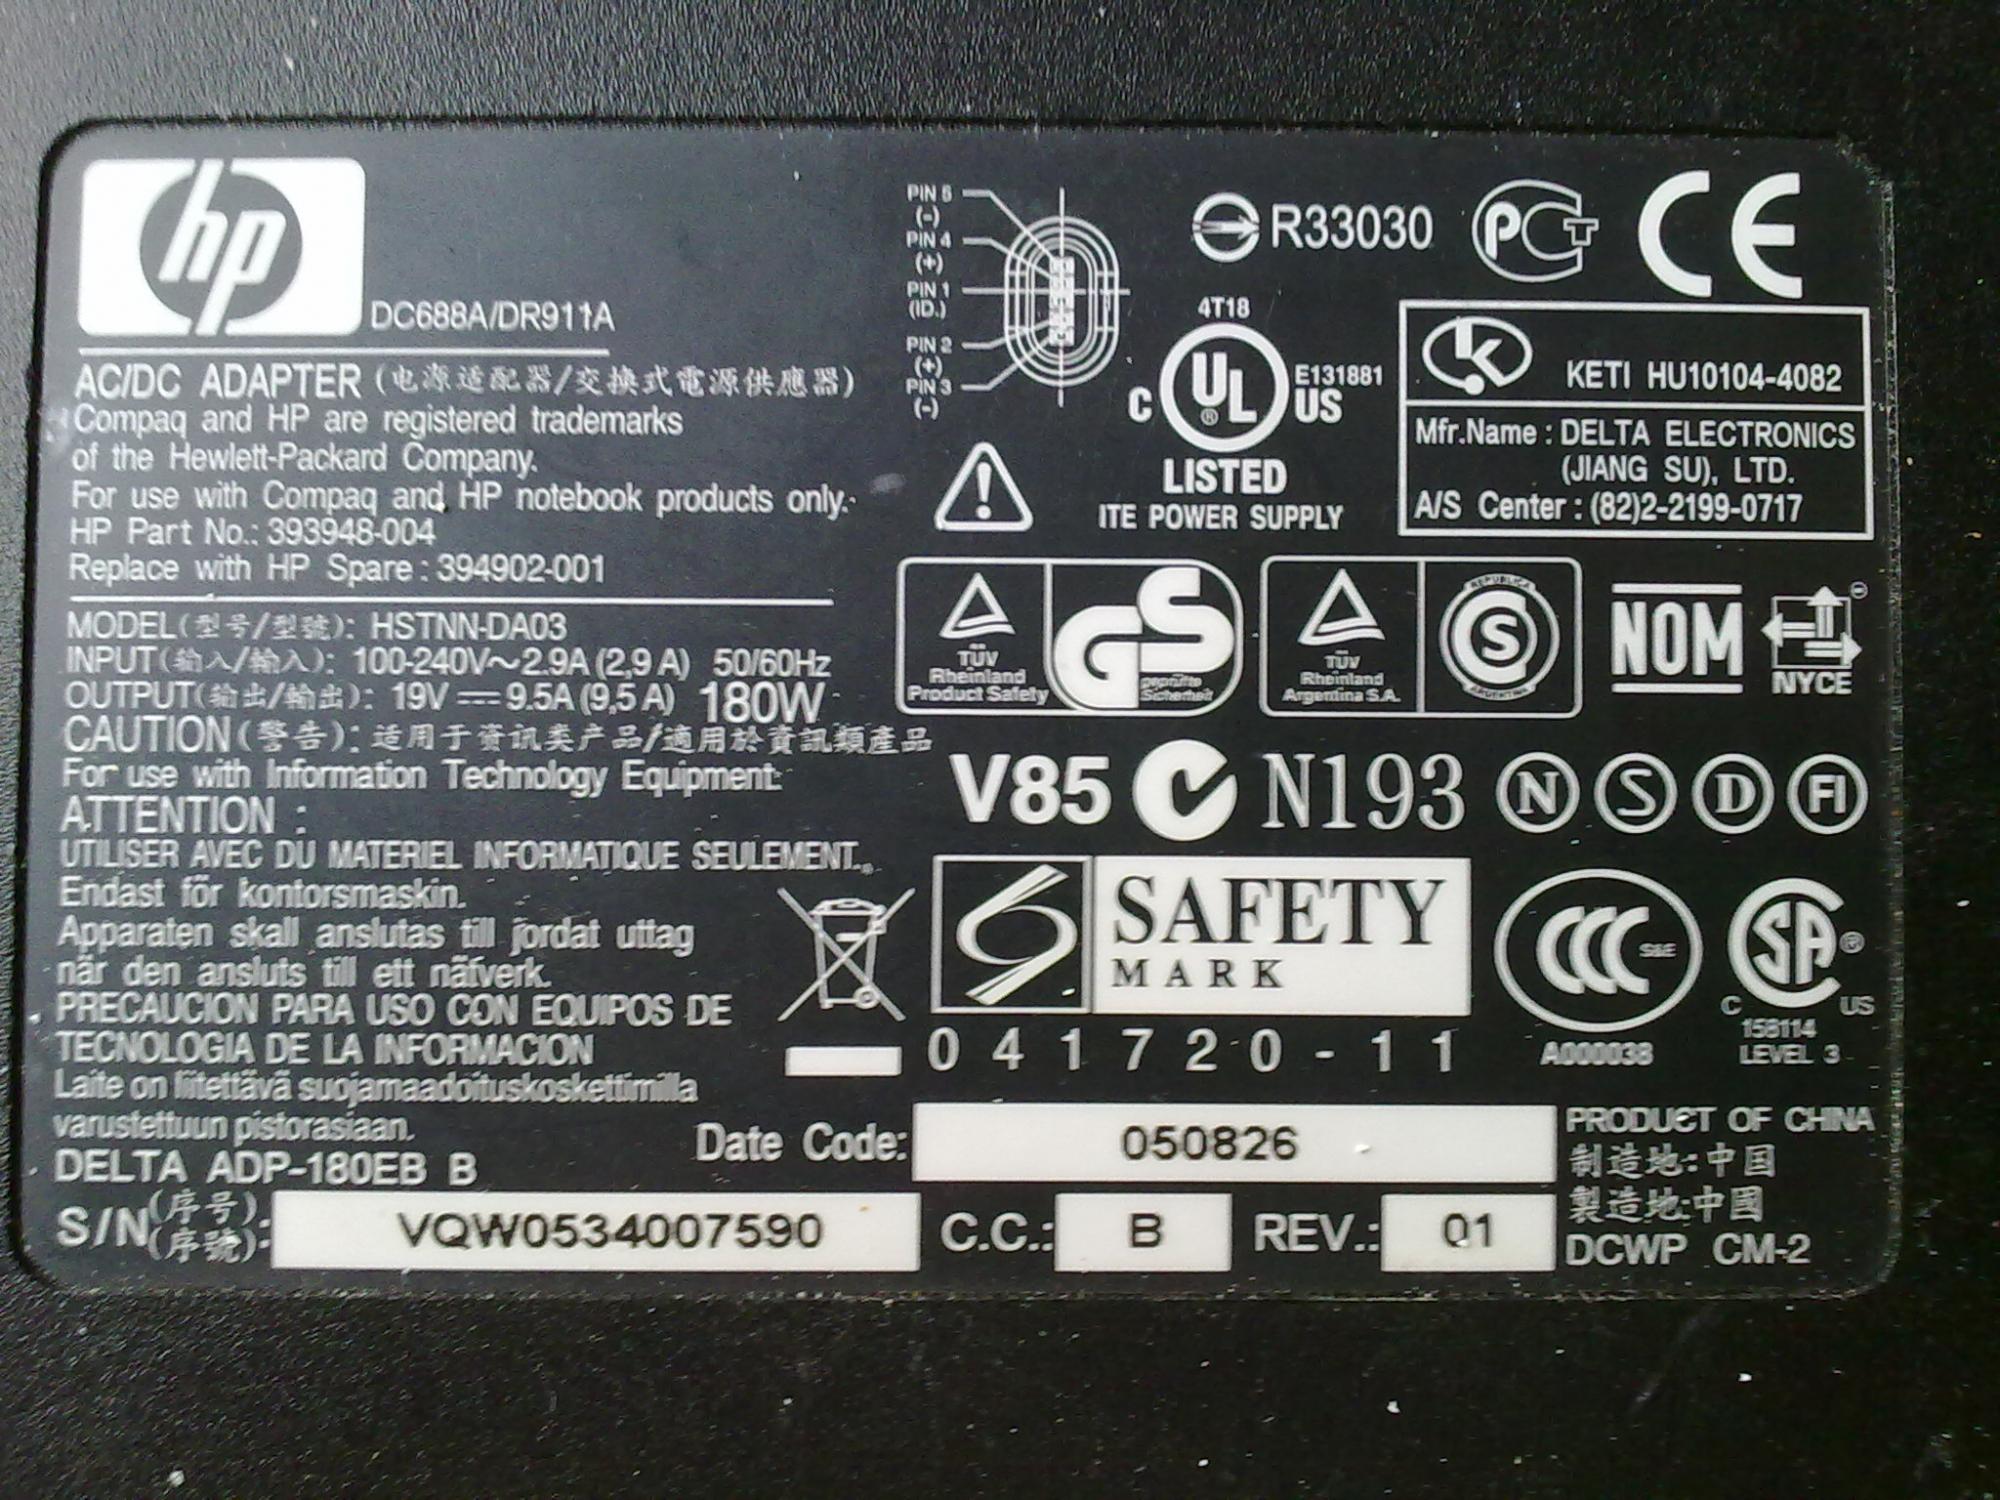 hp
DC688A/DR911A
AC/DC ADAPTER (电源适配器/交換式電源供應器)
Compaq and HP are registered trademarks
of the Hewlett-Packard Company.
For use with Compaq and HP notebook products only.
HP Part No.: 393948-004
Replace with HP Spare : 394902-001
MODEL(型号/型號): HSTNN-DA03
INPUT(输入/輸入): 100-240V~2.9A (2,9 A) 50/60Hz
OUTPUT(输出/輸出): 19V ⎓ 9.5A (9,5 A) 180W
CAUTION(警告): 适用于资讯类产品/適用於資訊類產品
For use with Information Technology Equipment.
ATTENTION :
UTILISER AVEC DU MATERIEL INFORMATIQUE SEULEMENT.
Endast för kontorsmaskin.
Apparaten skall anslutas till jordat uttag
när den ansluts till ett nätverk.
PRECAUCION PARA USO CON EQUIPOS DE
TECNOLOGIA DE LA INFORMACION
Laite on liitettävä suojamaadoituskoskettimilla
varustettuun pistorasiaan.
DELTA ADP-180EB B
S/N(序号)(序號): VQW0534007590
PIN 5
(-)
PIN 4
(+)
PIN 1
(ID.)
PIN 2
(+)
PIN 3
(-)
R33030
PCT
CE
4T18
C UL® US
E131881
LISTED
ITE POWER SUPPLY
KETI HU10104-4082
Mfr.Name : DELTA ELECTRONICS
(JIANG SU), LTD.
A/S Center : (82)2-2199-0717
TÜV
Rheinland
Product Safety
GS
geprüfte
Sicherheit
TÜV
Rheinland
Argentina S.A.
REPUBLICA
S
ARGENTINA
NOM
NYCE
V85
N193
N S D FI
SAFETY
MARK
041720-11
CCC S&E
A000038
SA®
C US
158114
LEVEL 3
Date Code: 050826
C.C.: B
REV.: 01
PRODUCT OF CHINA
制造地:中国
製造地:中國
DCWP CM-2